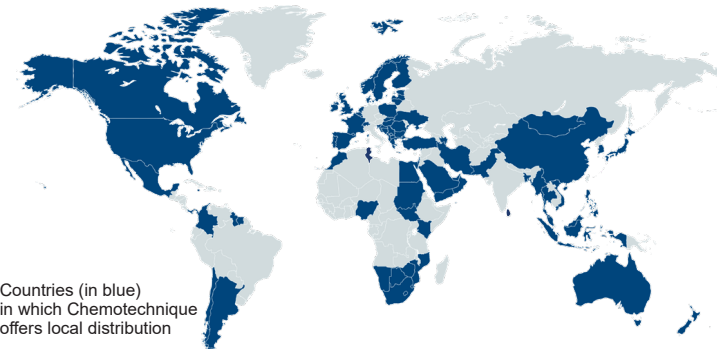 Countries (in blue)
in which Chemotechnique
offers local distribution